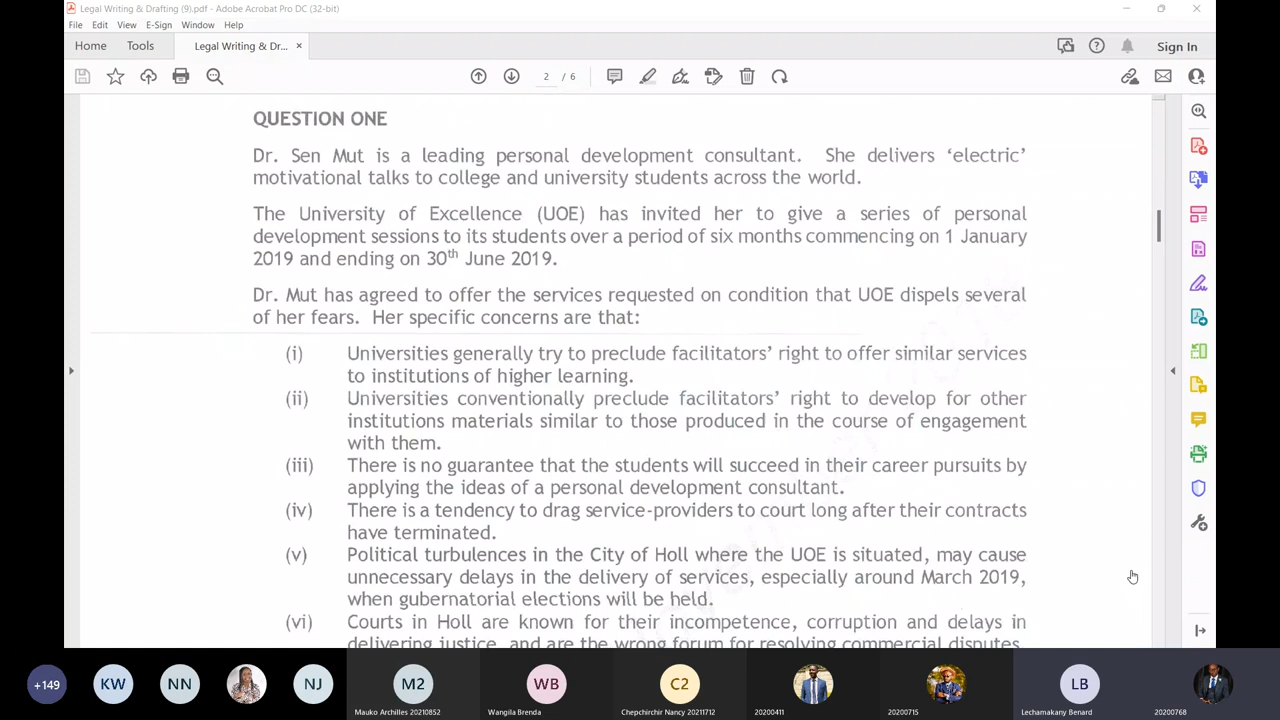 Legal Writing & Drafting (9).pdf - Adobe Acrobat Pro DC (32-bit)
File Edit View E-Sign Window Help
Home Tools Legal Writing & Dr... × Sign In
2 / 6
QUESTION ONE
Dr. Sen Mut is a leading personal development consultant. She delivers ‘electric’
motivational talks to college and university students across the world.
The University of Excellence (UOE) has invited her to give a series of personal
development sessions to its students over a period of six months commencing on 1 January
2019 and ending on 30th June 2019.
Dr. Mut has agreed to offer the services requested on condition that UOE dispels several
of her fears. Her specific concerns are that:
(i) Universities generally try to preclude facilitators’ right to offer similar services
to institutions of higher learning.
(ii) Universities conventionally preclude facilitators’ right to develop for other
institutions materials similar to those produced in the course of engagement
with them.
(iii) There is no guarantee that the students will succeed in their career pursuits by
applying the ideas of a personal development consultant.
(iv) There is a tendency to drag service-providers to court long after their contracts
have terminated.
(v) Political turbulences in the City of Holl where the UOE is situated, may cause
unnecessary delays in the delivery of services, especially around March 2019,
when gubernatorial elections will be held.
(vi) Courts in Holl are known for their incompetence, corruption and delays in
delivering justice, and are the wrong forum for resolving commercial disputes.
+149 KW NN NJ M2 WB C2 LB
Mauko Archilles 20210852 Wangila Brenda Chepchirchir Nancy 20211712 20200411 20200715 Lechamakany Benard 20200768